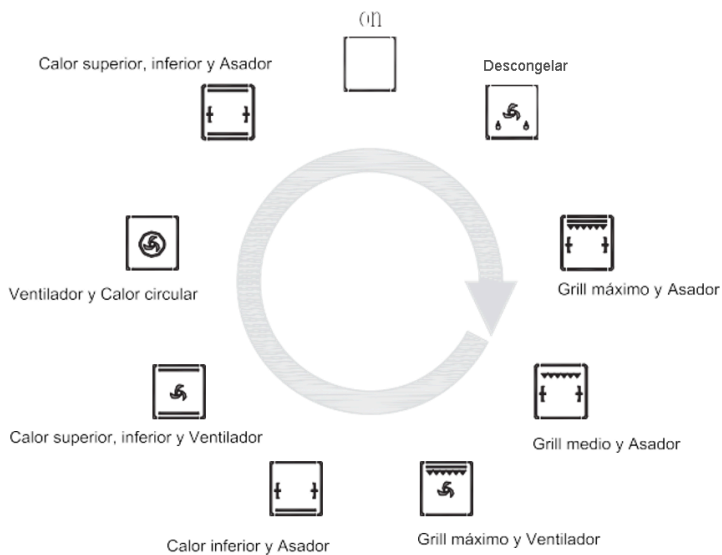 on
Calor superior, inferior y Asador
Descongelar
Ventilador y Calor circular
Grill máximo y Asador
Calor superior, inferior y Ventilador
Grill medio y Asador
Calor inferior y Asador
Grill máximo y Ventilador